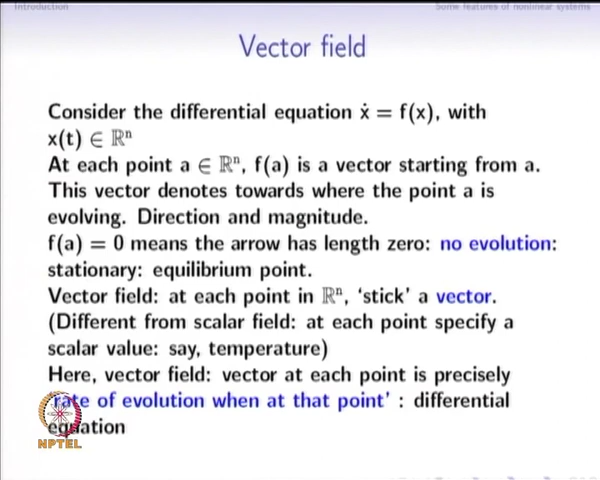 Introduction
Some features of nonlinear systems
Vector field
Consider the differential equation ẋ = f(x), with
x(t) ∈ ℝⁿ
At each point a ∈ ℝⁿ, f(a) is a vector starting from a.
This vector denotes towards where the point a is
evolving. Direction and magnitude.
f(a) = 0 means the arrow has length zero: no evolution:
stationary: equilibrium point.
Vector field: at each point in ℝⁿ, ‘stick’ a vector.
(Different from scalar field: at each point specify a
scalar value: say, temperature)
Here, vector field: vector at each point is precisely
‘rate of evolution when at that point’ : differential
equation
NPTEL